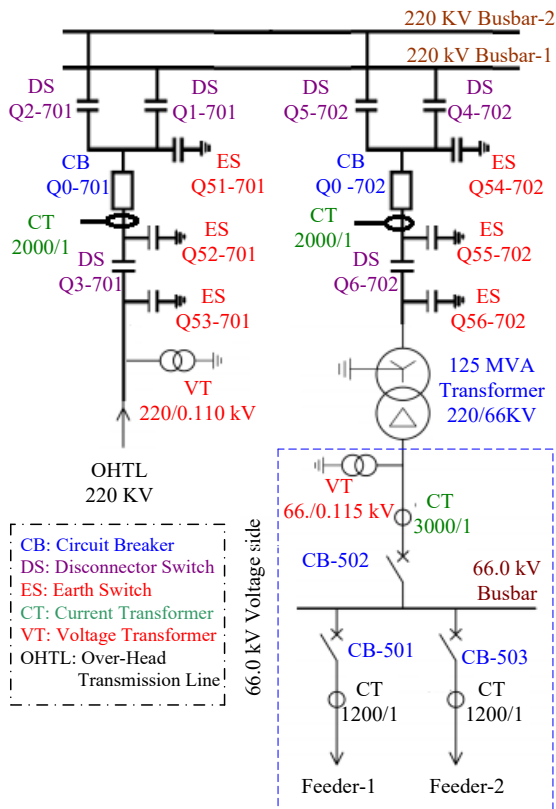 220 KV Busbar-2
220 kV Busbar-1
DS
Q2-701
DS
Q1-701
DS
Q5-702
DS
Q4-702
CB
Q0-701
ES
Q51-701
CB
Q0 -702
ES
Q54-702
CT
2000/1
ES
Q52-701
CT
2000/1
ES
Q55-702
DS
Q3-701
ES
Q53-701
DS
Q6-702
ES
Q56-702
VT
220/0.110 kV
125 MVA
Transformer
220/66KV
OHTL
220 KV
VT
66./0.115 kV
CT
3000/1
CB-502
66.0 kV
Busbar
CB: Circuit Breaker
DS: Disconnector Switch
ES: Earth Switch
CT: Current Transformer
VT: Voltage Transformer
OHTL: Over-Head
Transmission Line
66.0 kV Voltage side
CB-501
CB-503
CT
1200/1
CT
1200/1
Feeder-1
Feeder-2